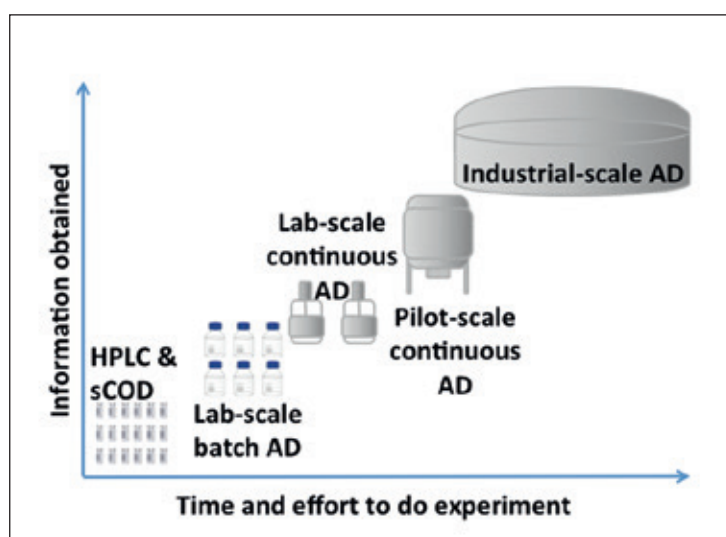 Information obtained
Industrial-scale AD
Lab-scale
continuous
AD
Pilot-scale
continuous
AD
HPLC &
sCOD
Lab-scale
batch AD
Time and effort to do experiment